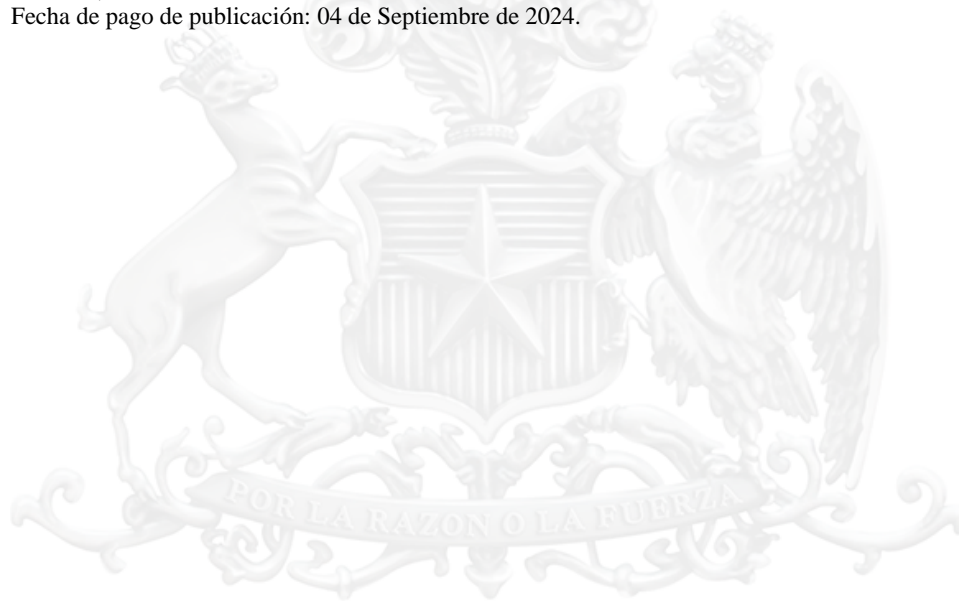 Fecha de pago de publicación: 04 de Septiembre de 2024.
POR LA RAZON O LA FUERZA